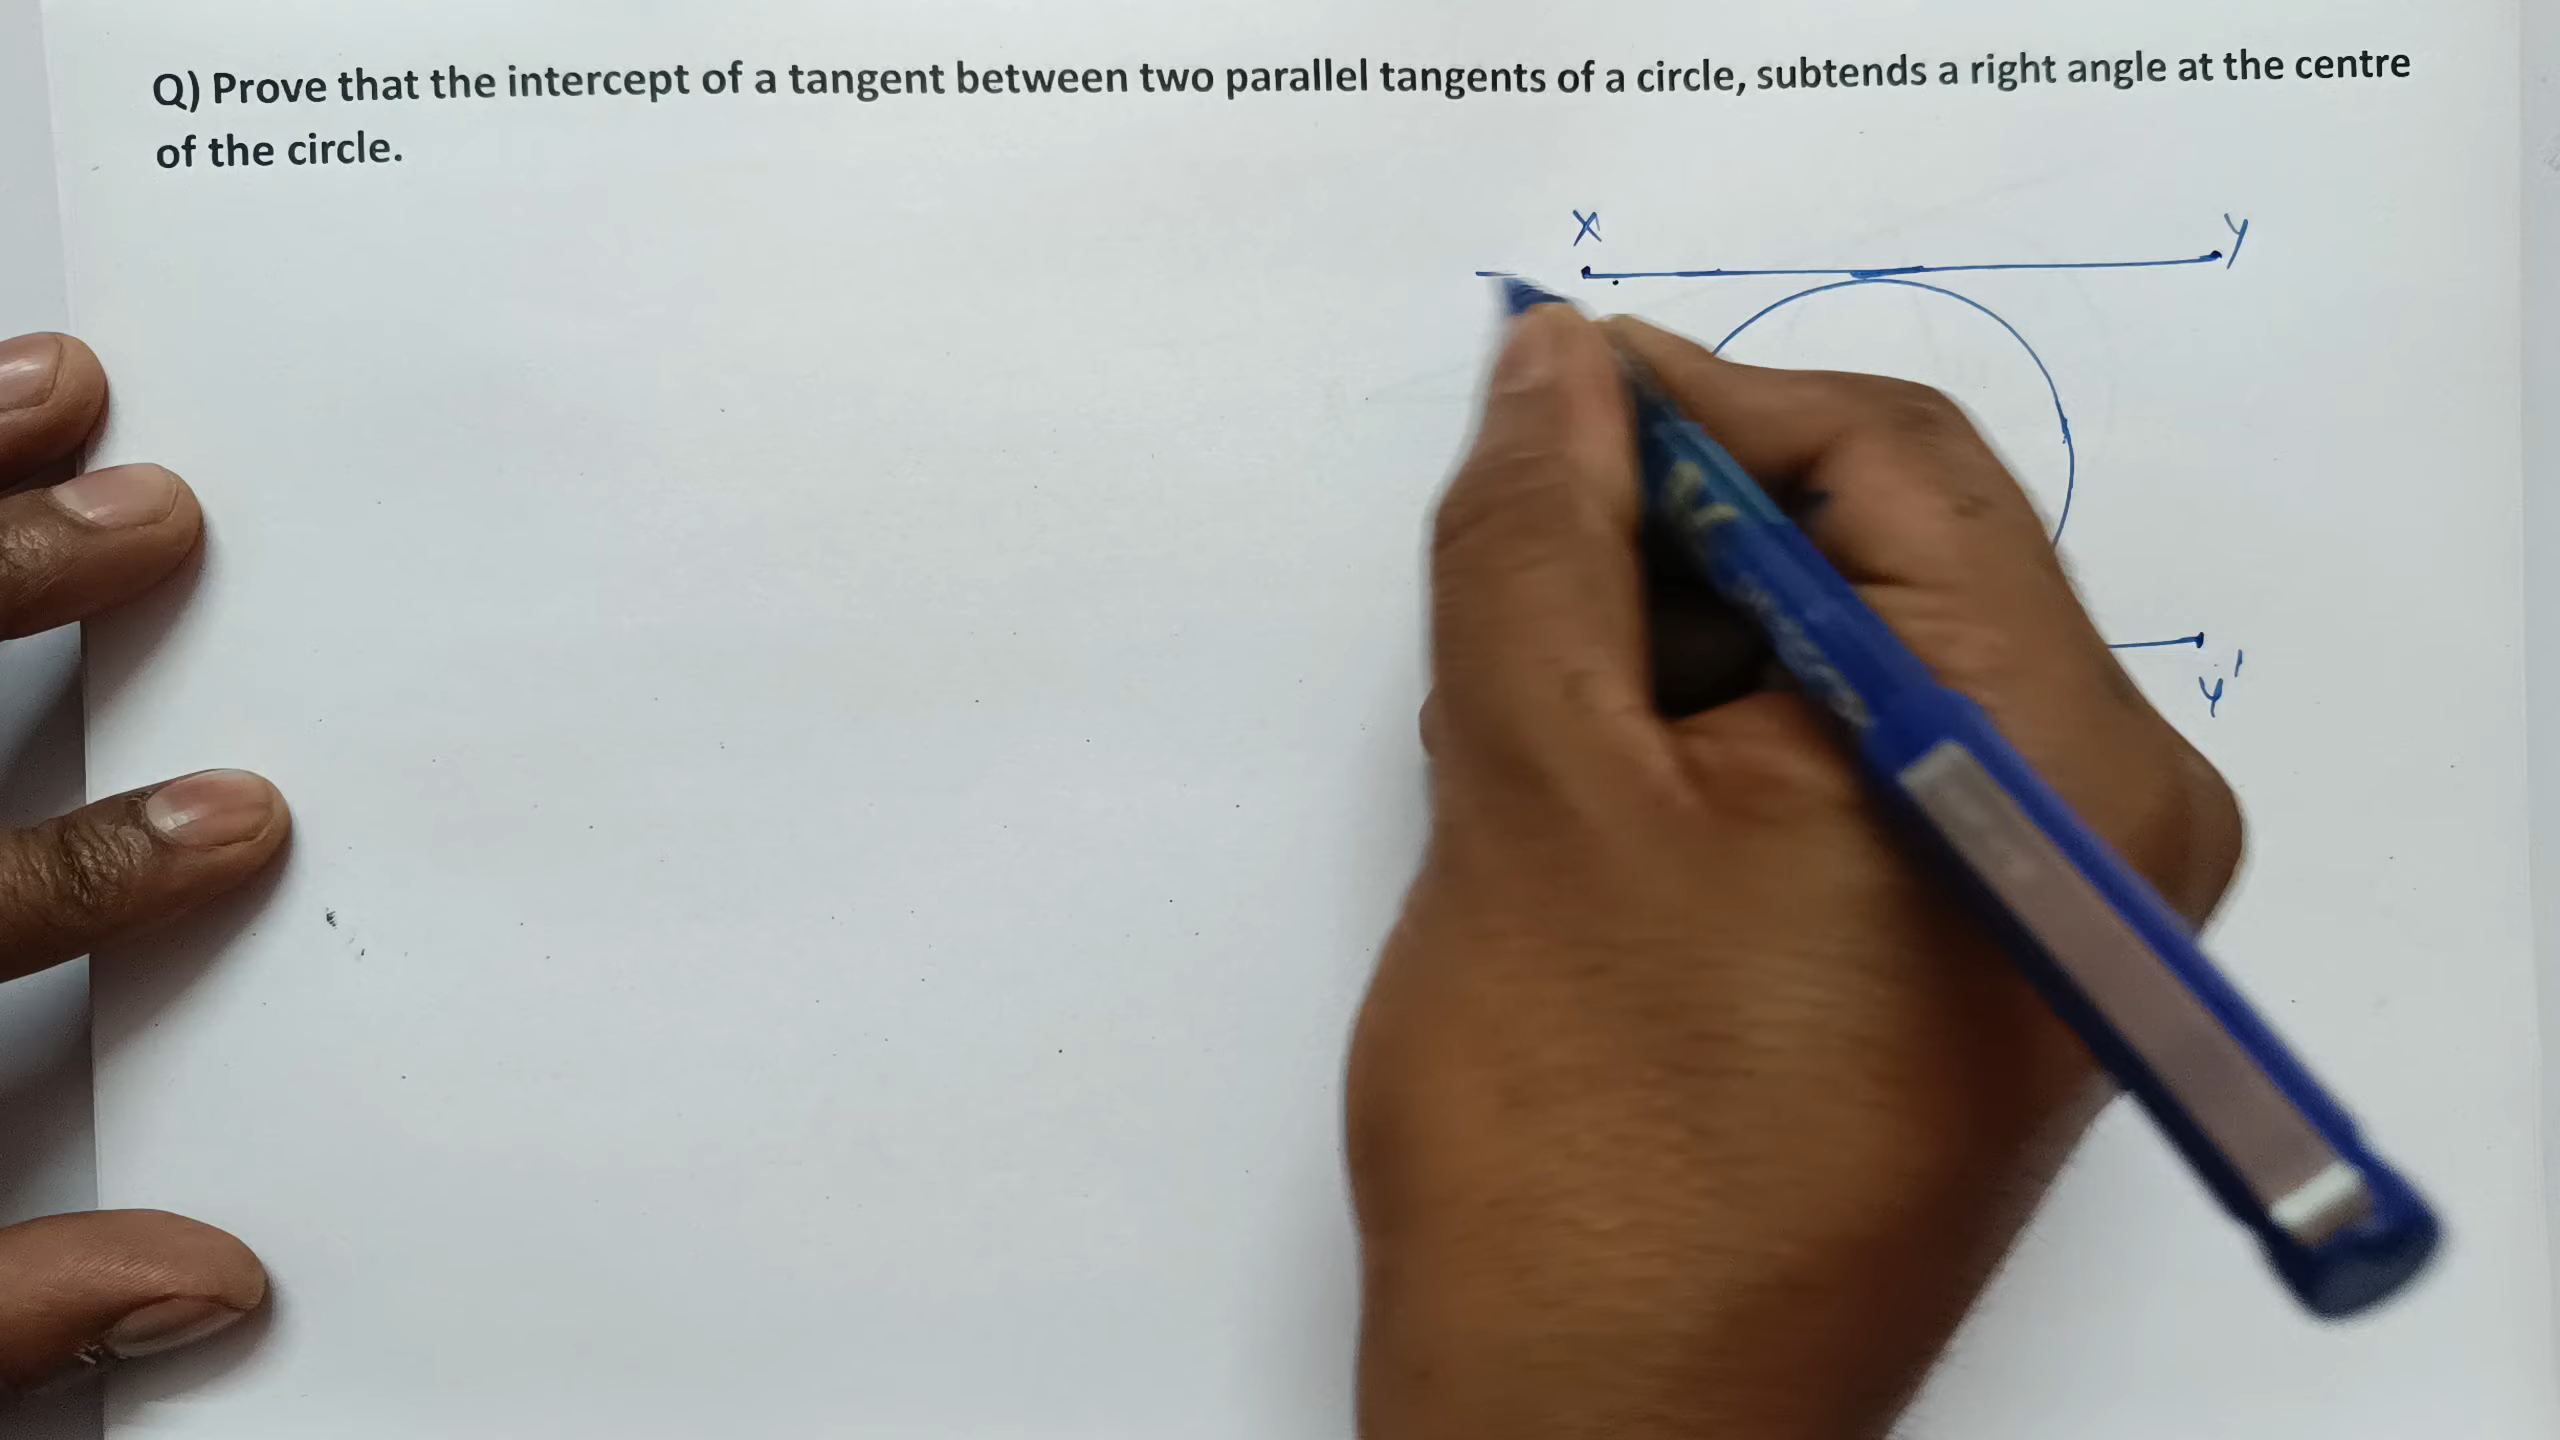 Q) Prove that the intercept of a tangent between two parallel tangents of a circle, subtends a right angle at the centre
of the circle.
X
Y
Y'